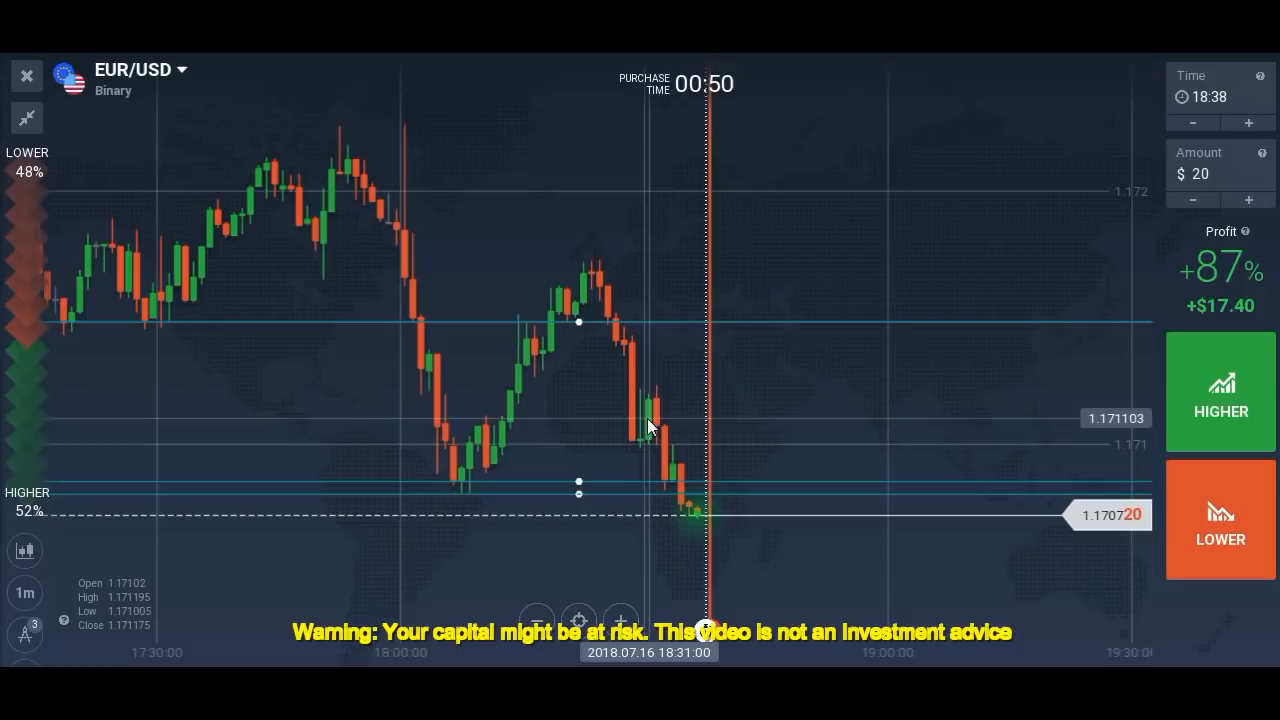 EUR/USD
Binary
PURCHASE
TIME
00:50
Time
18:38
- +
Amount
$ 20
- +
Profit
+87%
+$17.40
HIGHER
LOWER
LOWER
48%
1.172
1.171103
1.171
HIGHER
52%
1.170720
1m
3
Open 1.17102
High 1.171195
Low 1.171005
Close 1.171175
- +
Warning: Your capital might be at risk. This video is not an investment advice
17:30:00
18:00:00
2018.07.16 18:31:00
19:00:00